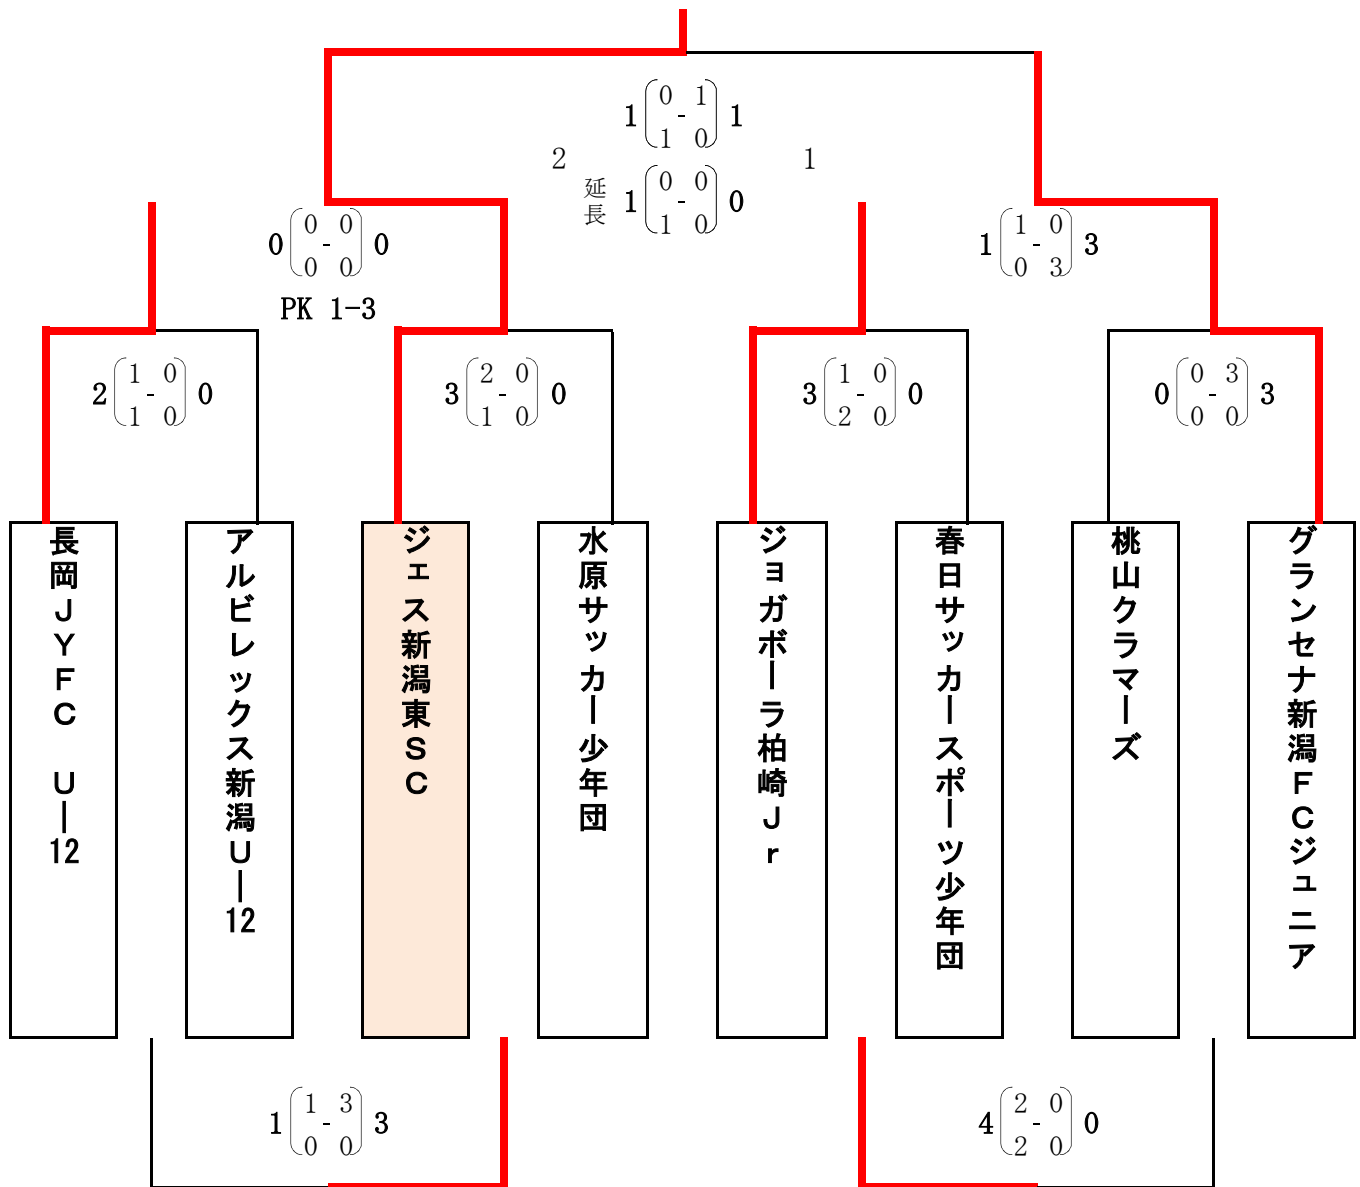 0 1
1 - 1
1 0
2 1
延長
0 0
1 - 0
1 0
0 0
0 - 0
0 0
PK 1-3
1 0
1 - 3
0 3
1 0
2 - 0
1 0
2 0
3 - 0
1 0
1 0
3 - 0
2 0
0 3
0 - 3
0 0
長岡ＪＹＦＣ　Ｕ―12
アルビレックス新潟Ｕ―12
ジェス新潟東ＳＣ
水原サッカー少年団
ジョガボーラ柏崎Ｊｒ
春日サッカースポーツ少年団
桃山クラマーズ
グランセナ新潟ＦＣジュニア
1 3
1 - 3
0 0
2 0
4 - 0
2 0